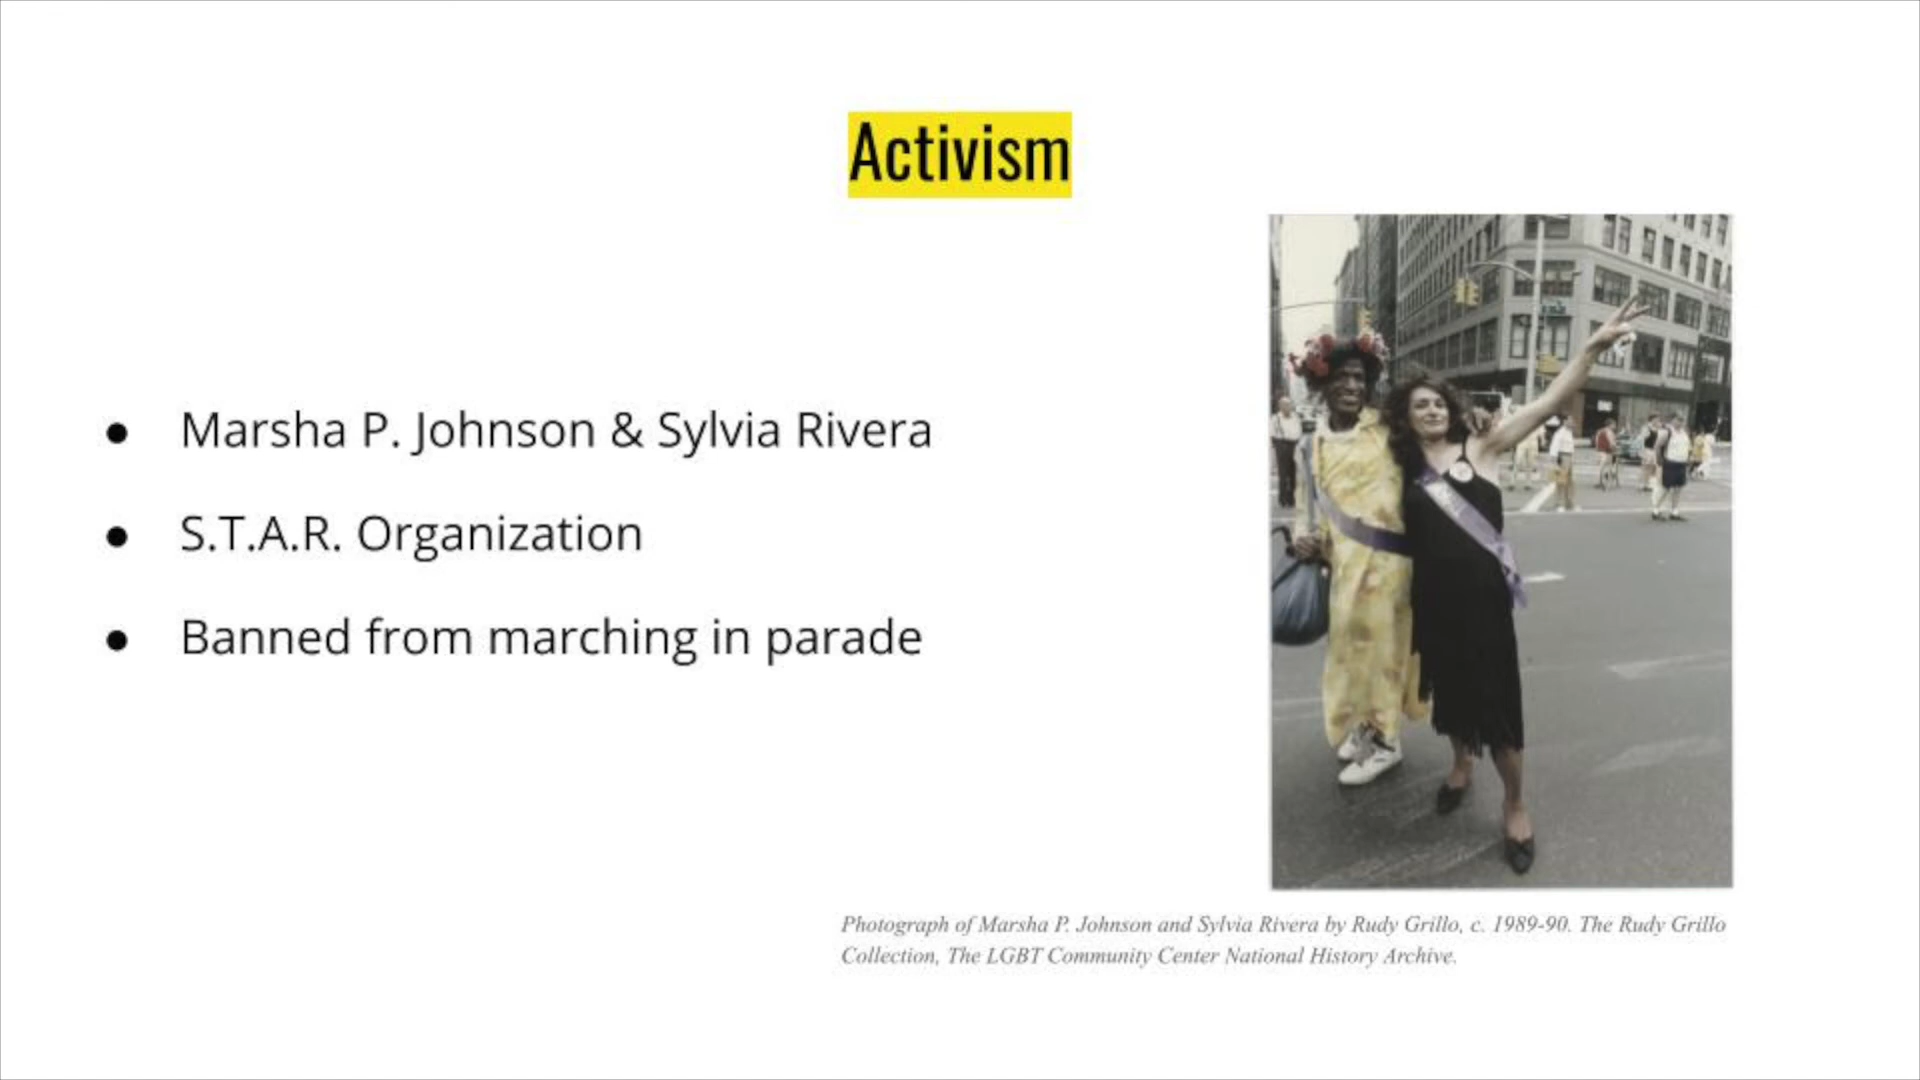 Activism
● Marsha P. Johnson & Sylvia Rivera
● S.T.A.R. Organization
● Banned from marching in parade
Photograph of Marsha P. Johnson and Sylvia Rivera by Rudy Grillo, c. 1989-90. The Rudy Grillo
Collection, The LGBT Community Center National History Archive.